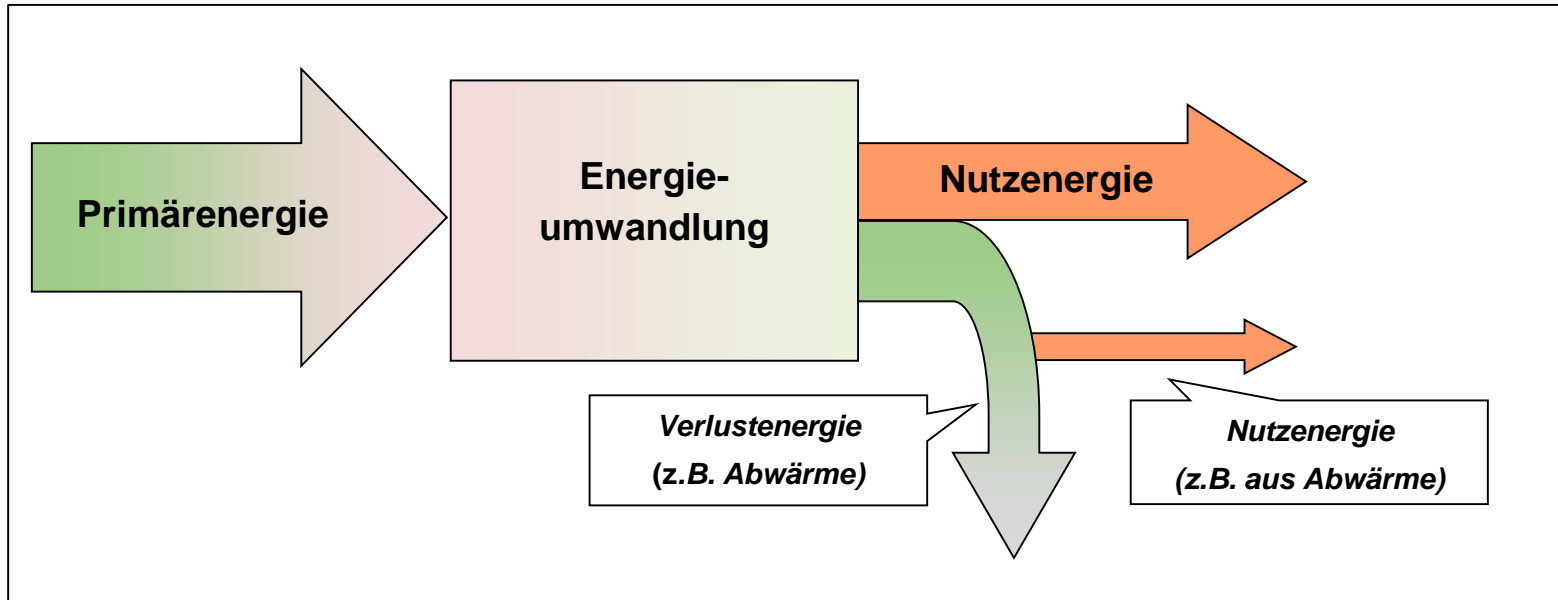 Primärenergie
Energie-
umwandlung
Nutzenergie
Verlustenergie
(z.B. Abwärme)
Nutzenergie
(z.B. aus Abwärme)